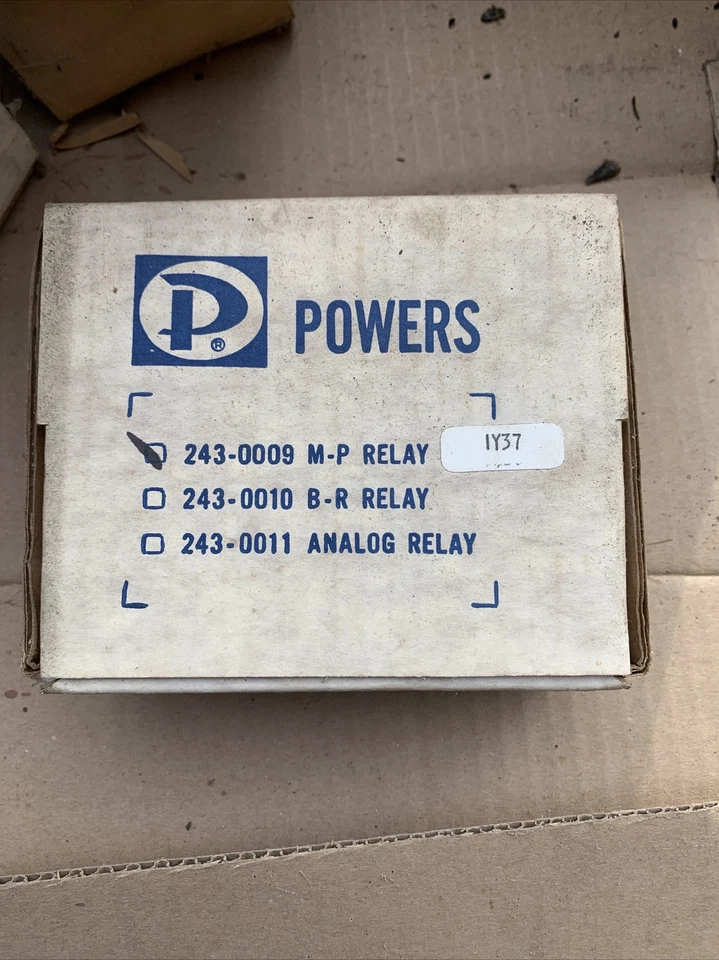 P®
POWERS
243-0009 M-P RELAY
1Y37
243-0010 B-R RELAY
243-0011 ANALOG RELAY